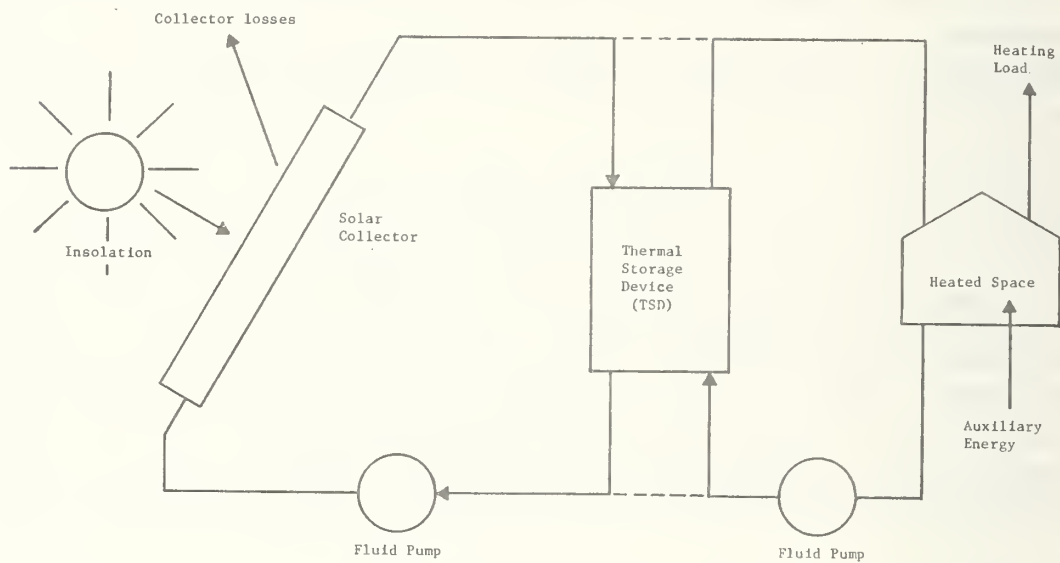 Collector losses
Heating
Load.
Insolation
Solar
Collector
Thermal
Storage
Device
(TSD)
Heated Space
Auxiliary
Energy
Fluid Pump
Fluid Pump